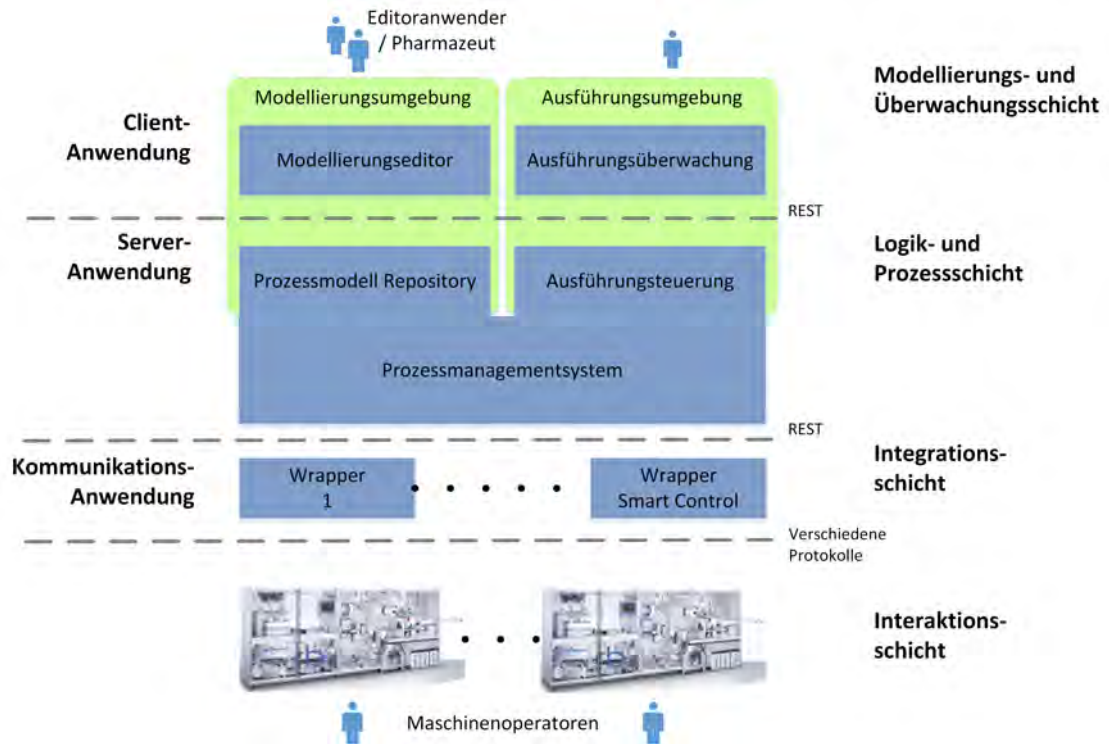 Editoranwender
/ Pharmazeut
Modellierungs- und
Überwachungsschicht
Modellierungsumgebung
Ausführungsumgebung
Client-
Anwendung
Modellierungseditor
Ausführungsüberwachung
REST
Server-
Anwendung
Logik- und
Prozessschicht
Prozessmodell Repository
Ausführungsteuerung
Prozessmanagementsystem
REST
Kommunikations-
Anwendung
Wrapper
1
Wrapper
Smart Control
Integrations-
schicht
Verschiedene
Protokolle
Interaktions-
schicht
Maschinenoperatoren